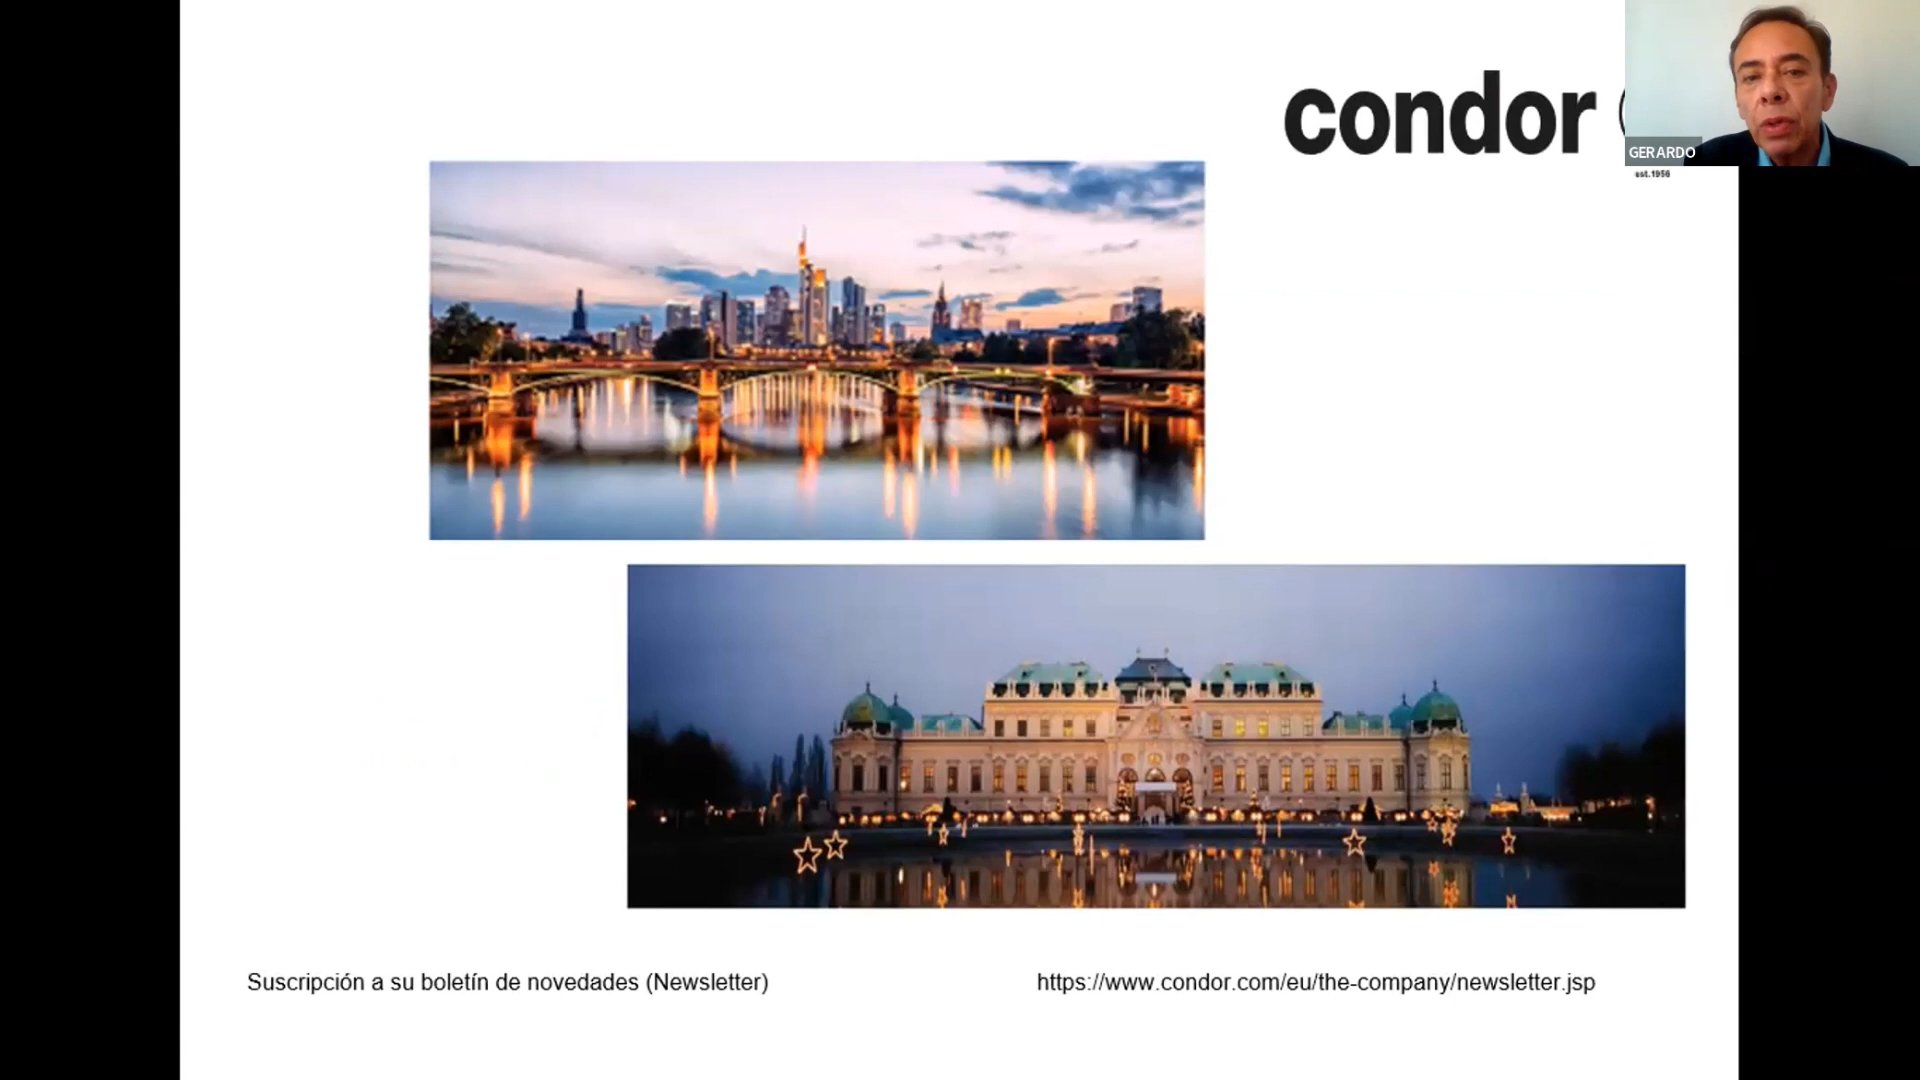 condor
GERARDO
est.1956
Suscripción a su boletín de novedades (Newsletter)
https://www.condor.com/eu/the-company/newsletter.jsp